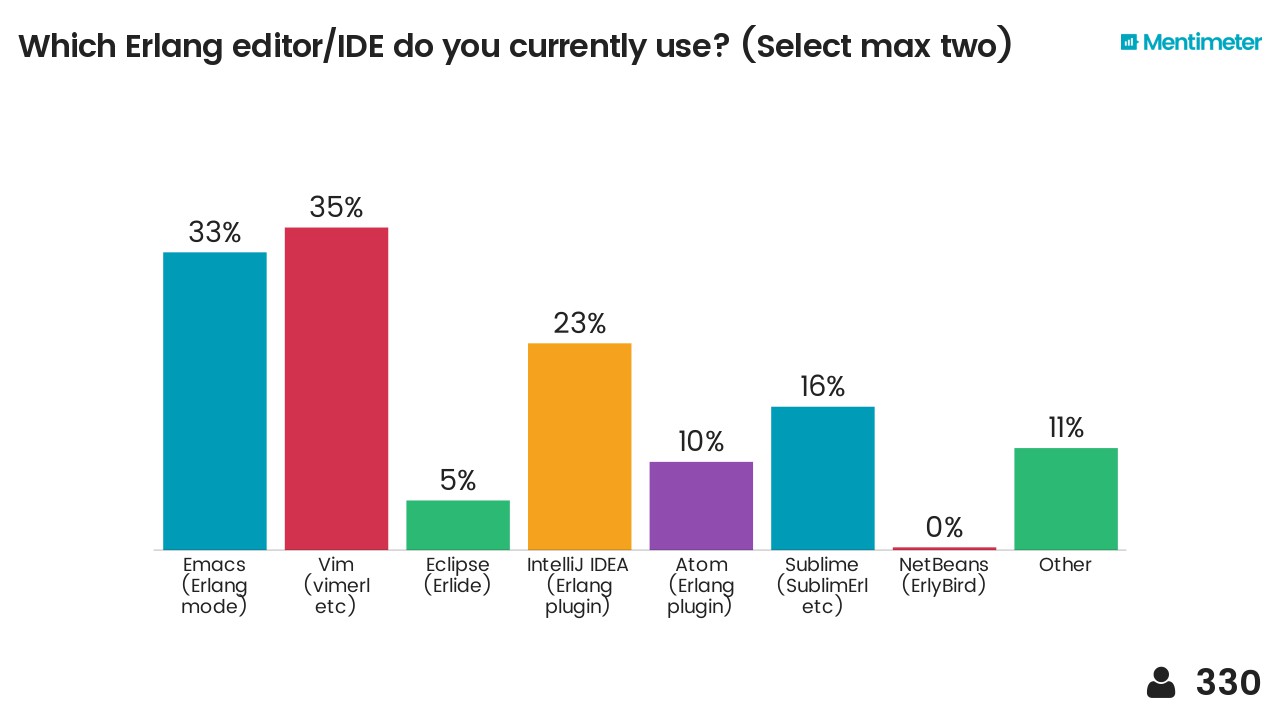 Which Erlang editor/IDE do you currently use? (Select max two)
Mentimeter
33%
35%
5%
23%
10%
16%
0%
11%
Emacs
(Erlang
mode)
Vim
(vimerl
etc)
Eclipse
(Erlide)
IntelliJ IDEA
(Erlang
plugin)
Atom
(Erlang
plugin)
Sublime
(SublimErl
etc)
NetBeans
(ErlyBird)
Other
330